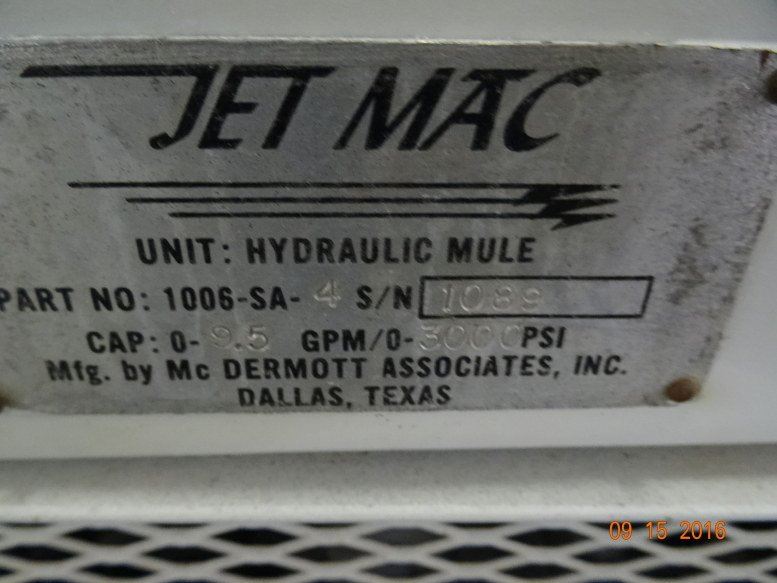 JET MAC
UNIT: HYDRAULIC MULE
PART NO: 1006-SA-4 S/N 1089
CAP: 0-9.5 GPM/0-3000PSI
Mfg. by Mc DERMOTT ASSOCIATES, INC.
DALLAS, TEXAS
09 15 2016